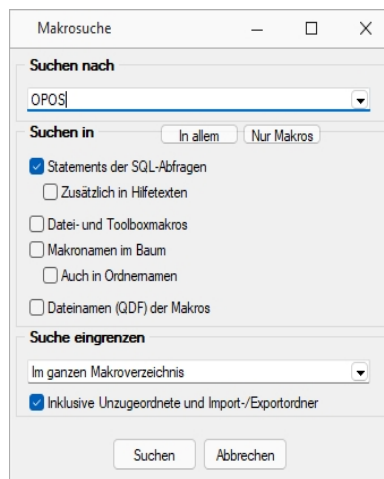 Makrosuche
Suchen nach
OPOS
Suchen in
In allem
Nur Makros
Statements der SQL-Abfragen
Zusätzlich in Hilfetexten
Datei- und Toolboxmakros
Makronamen im Baum
Auch in Ordnernamen
Dateinamen (QDF) der Makros
Suche eingrenzen
Im ganzen Makroverzeichnis
Inklusive Unzugeordnete und Import-/Exportordner
Suchen
Abbrechen